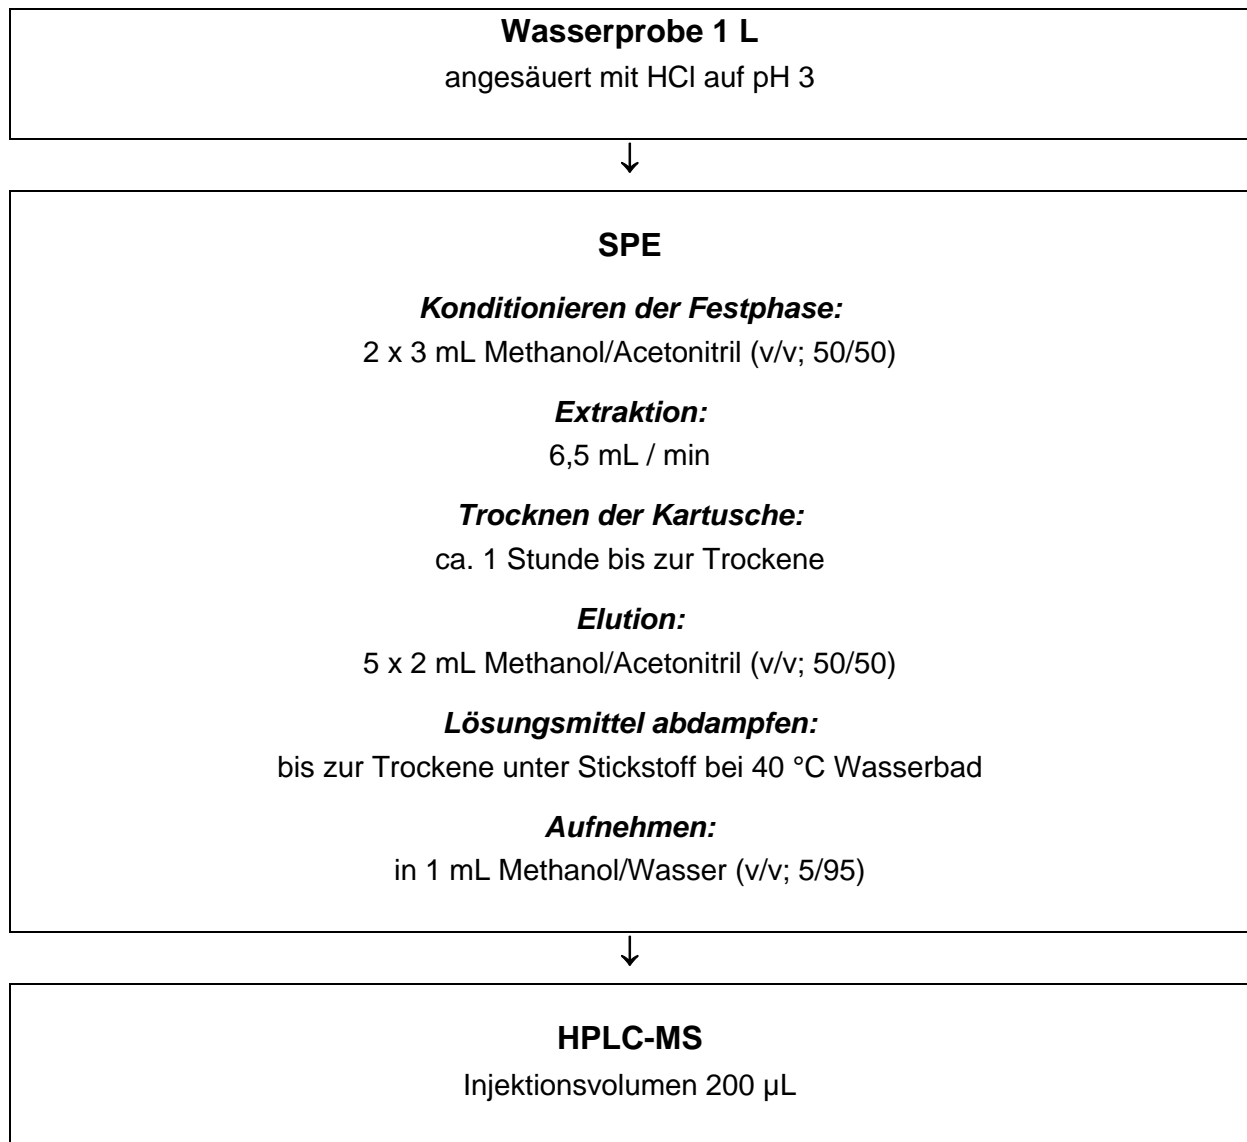 Wasserprobe 1 L
angesäuert mit HCl auf pH 3
↓
SPE
Konditionieren der Festphase:
2 x 3 mL Methanol/Acetonitril (v/v; 50/50)
Extraktion:
6,5 mL / min
Trocknen der Kartusche:
ca. 1 Stunde bis zur Trockene
Elution:
5 x 2 mL Methanol/Acetonitril (v/v; 50/50)
Lösungsmittel abdampfen:
bis zur Trockene unter Stickstoff bei 40 °C Wasserbad
Aufnehmen:
in 1 mL Methanol/Wasser (v/v; 5/95)
↓
HPLC-MS
Injektionsvolumen 200 µL